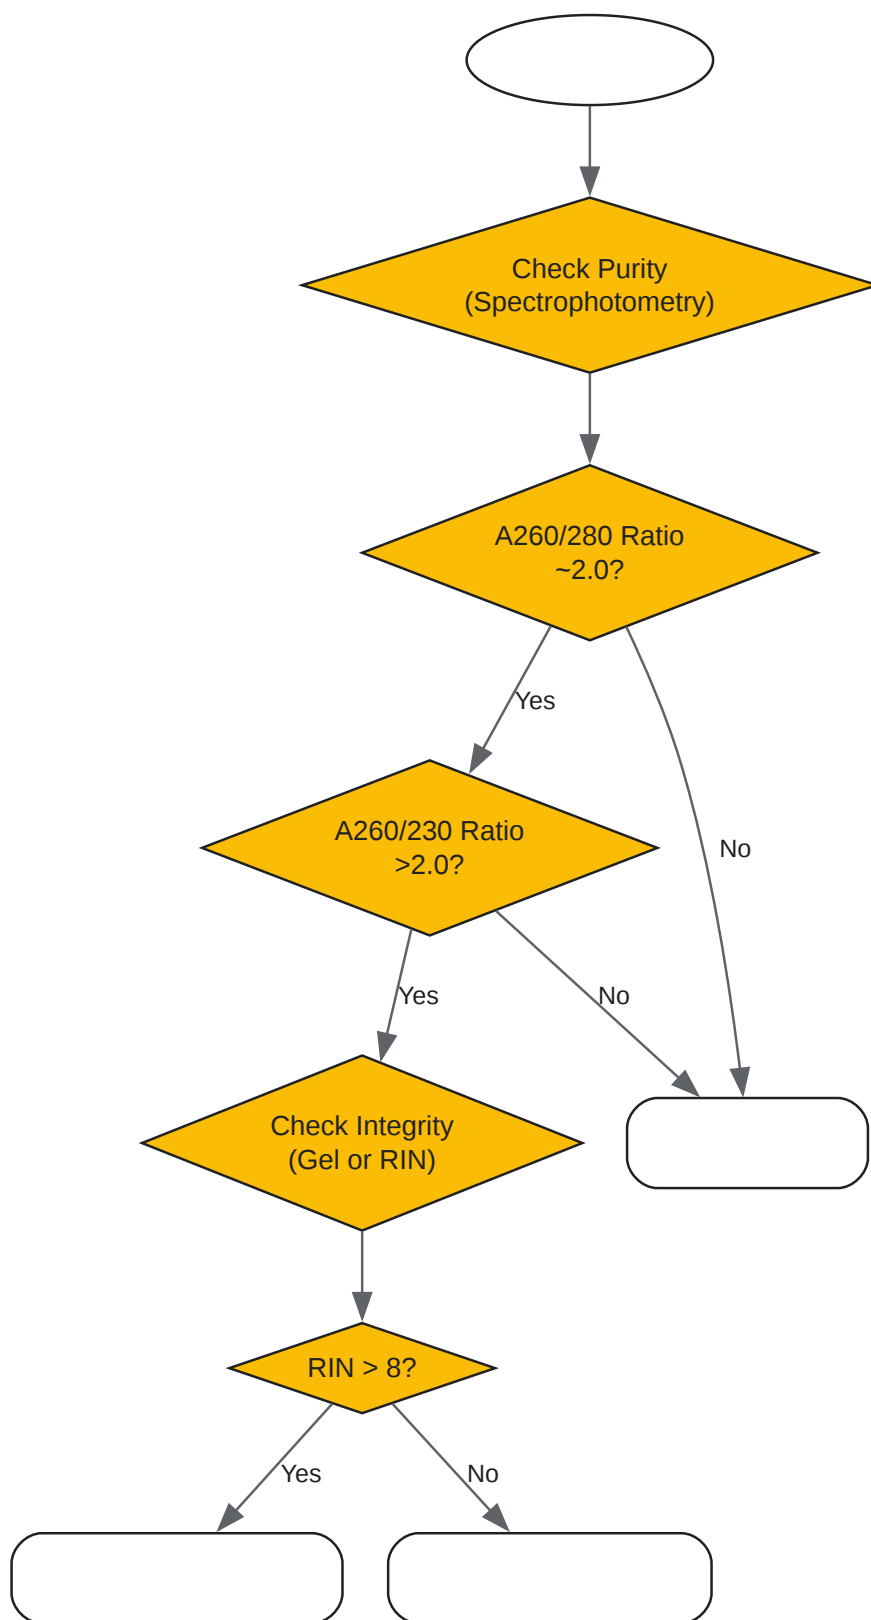 Check Purity
(Spectrophotometry)
A260/280 Ratio
~2.0?
Yes
A260/230 Ratio
>2.0?
No
Yes
No
Check Integrity
(Gel or RIN)
RIN > 8?
Yes
No